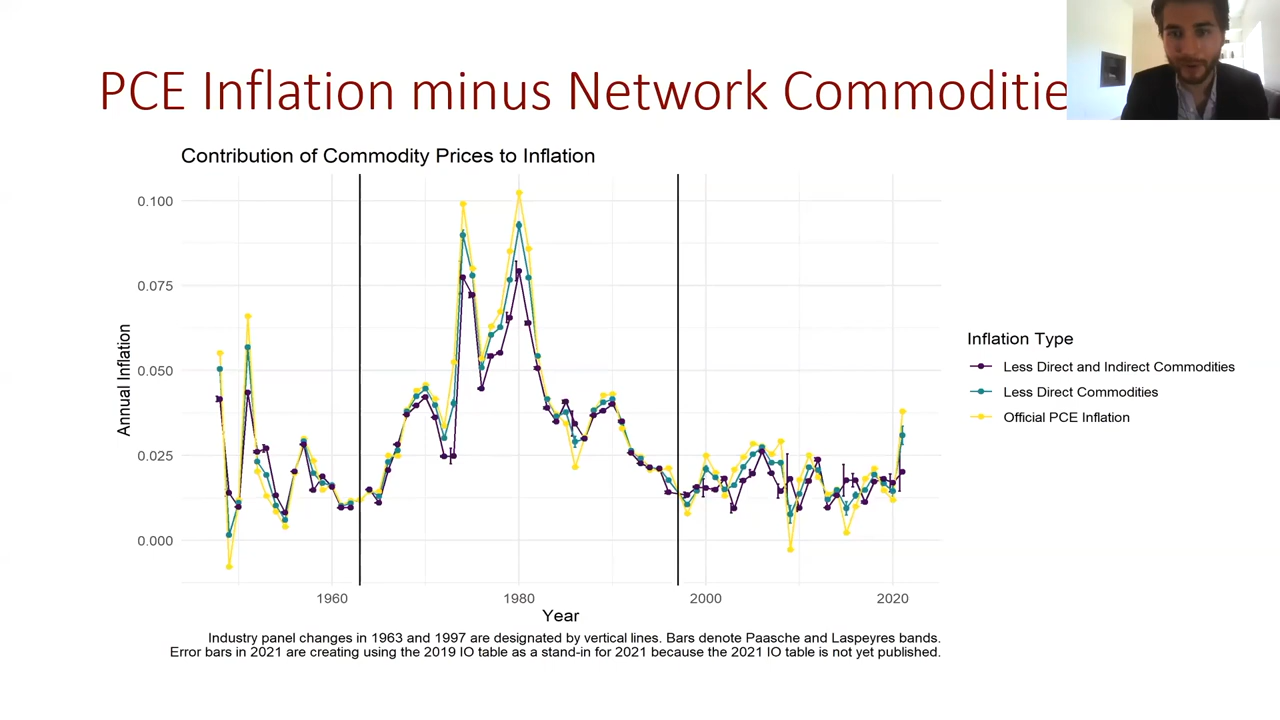 PCE Inflation minus Network Commoditie
Contribution of Commodity Prices to Inflation
0.100
0.075
0.050
0.025
0.000
Annual Inflation
1960
1980
2000
2020
Year
Inflation Type
Less Direct and Indirect Commodities
Less Direct Commodities
Official PCE Inflation
Industry panel changes in 1963 and 1997 are designated by vertical lines. Bars denote Paasche and Laspeyres bands.
Error bars in 2021 are creating using the 2019 IO table as a stand-in for 2021 because the 2021 IO table is not yet published.